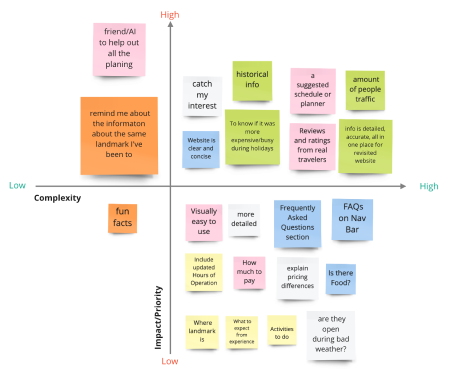 High
friend/AI
to help out
all the
planing
catch
my
interest
historical
info
a
suggested
schedule or
planner
amount
of people
traffic
remind me about
the informaton
about the same
landmark I've
been to
Website is
clear and
concise
To know if it was
more
expensive/busy
during holidays
Reviews
and ratings
from real
travelers
info is detailed,
accurate, all in
one place for
revisited
website
Low
High
Complexity
fun
facts
Visually
easy to
use
more
detailed
Frequently
Asked
Questions
section
FAQs
on Nav
Bar
Include
updated
Hours of
Operation
How
much to
pay
explain
pricing
differences
Is there
Food?
Impact/Priority
Where
landmark
is
What to
expect
from
experience
Activities
to do
are they
open
during bad
weather?
Low